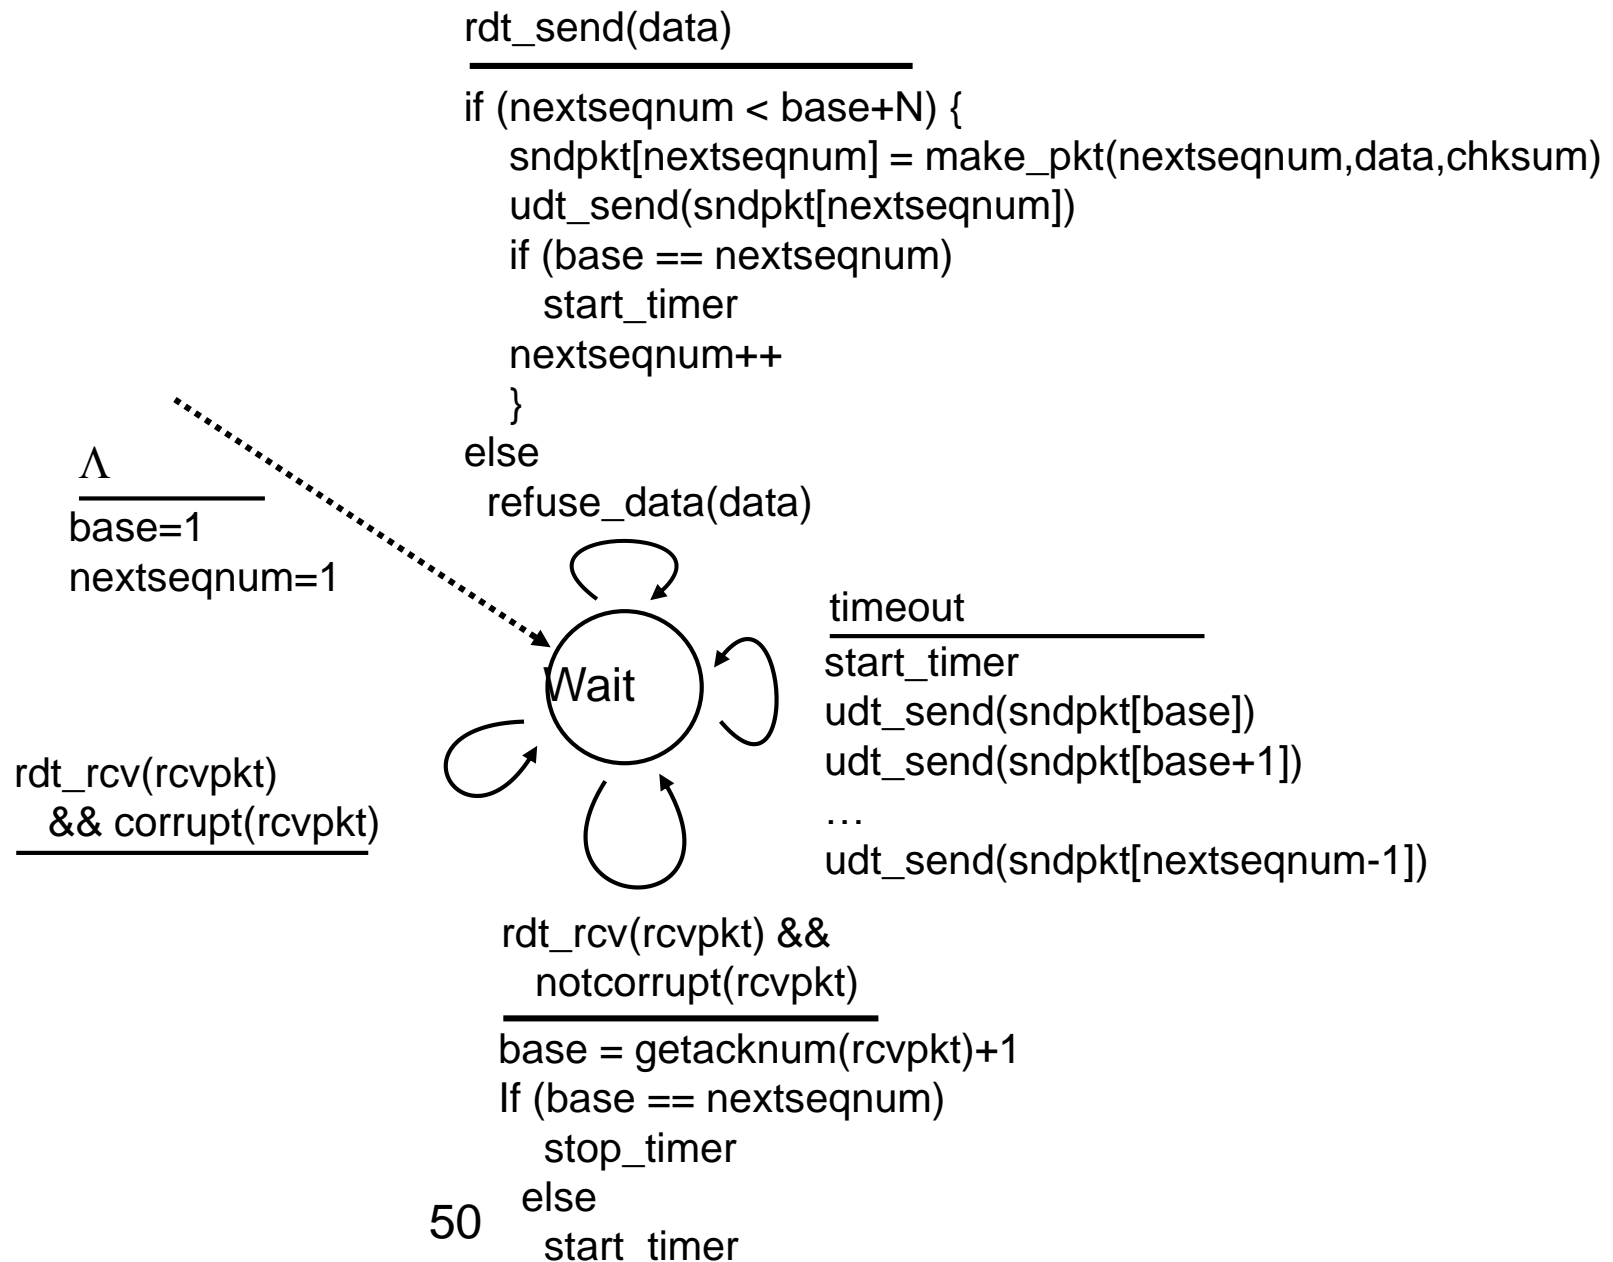 rdt_send(data)
if (nextseqnum < base+N) {
sndpkt[nextseqnum] = make_pkt(nextseqnum,data,chksum)
udt_send(sndpkt[nextseqnum])
if (base == nextseqnum)
start_timer
nextseqnum++
}
else
refuse_data(data)
Λ
base=1
nextseqnum=1
Wait
timeout
start_timer
udt_send(sndpkt[base])
udt_send(sndpkt[base+1])
…
udt_send(sndpkt[nextseqnum-1])
rdt_rcv(rcvpkt)
&& corrupt(rcvpkt)
rdt_rcv(rcvpkt) &&
notcorrupt(rcvpkt)
base = getacknum(rcvpkt)+1
If (base == nextseqnum)
stop_timer
else
start_timer
50